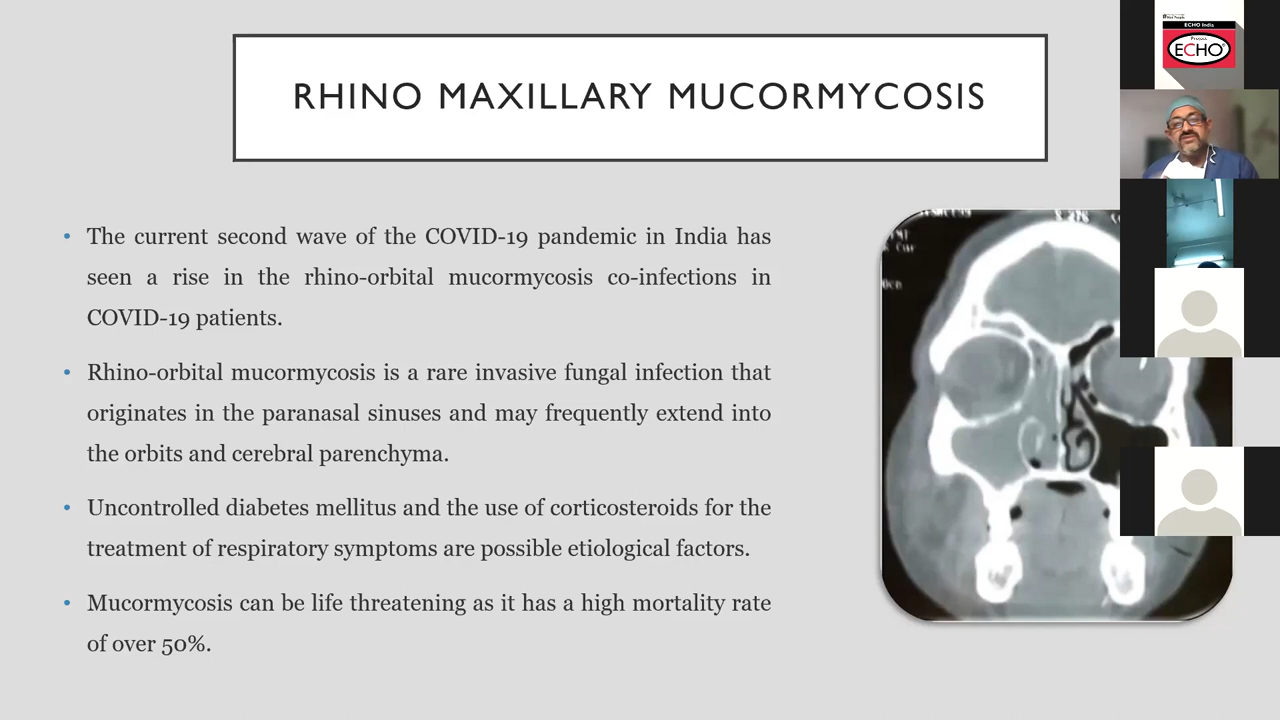 RHINO MAXILLARY MUCORMYCOSIS
ECHO India
Project
ECHO
• The current second wave of the COVID-19 pandemic in India has
seen a rise in the rhino-orbital mucormycosis co-infections in
COVID-19 patients.
• Rhino-orbital mucormycosis is a rare invasive fungal infection that
originates in the paranasal sinuses and may frequently extend into
the orbits and cerebral parenchyma.
• Uncontrolled diabetes mellitus and the use of corticosteroids for the
treatment of respiratory symptoms are possible etiological factors.
• Mucormycosis can be life threatening as it has a high mortality rate
of over 50%.